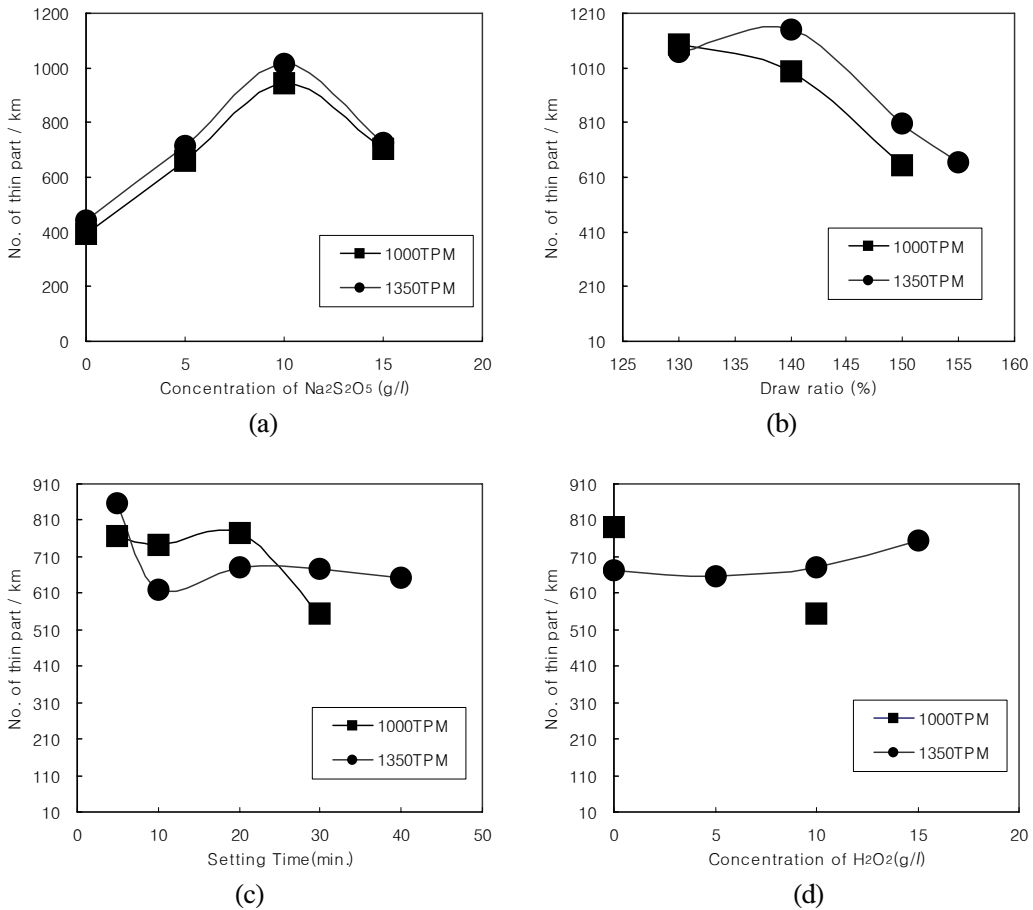 No. of thin part / km
1200
1000
800
600
400
200
0
1000TPM
1350TPM
0 5 10 15 20
Concentration of Na2S2O5 (g/l)
(a)
No. of thin part / km
1210
1010
810
610
410
210
10
1000TPM
1350TPM
125 130 135 140 145 150 155 160
Draw ratio (%)
(b)
No. of thin part / km
910
810
710
610
510
410
310
210
110
10
1000TPM
1350TPM
0 10 20 30 40 50
Setting Time(min.)
(c)
No. of thin part / km
910
810
710
610
510
410
310
210
110
10
1000TPM
1350TPM
0 5 10 15 20
Concentration of H2O2(g/l)
(d)